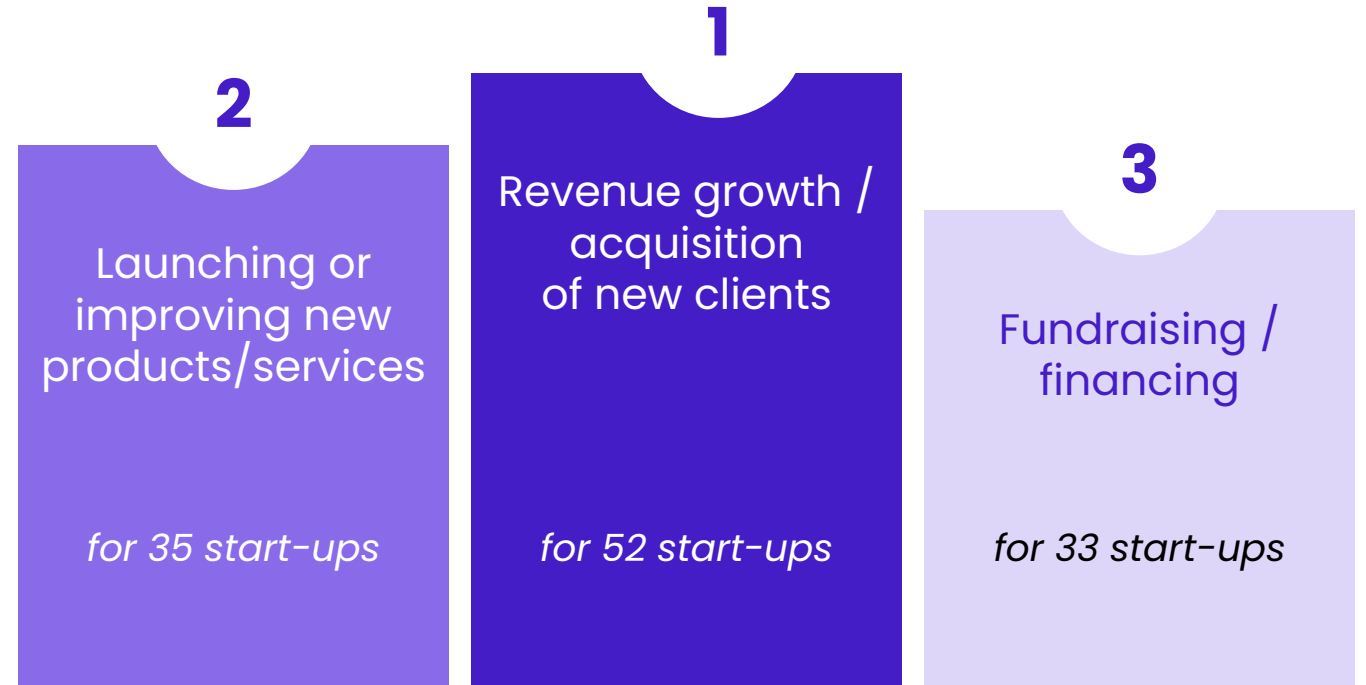 2
Launching or
improving new
products/services
for 35 start-ups
1
Revenue growth /
acquisition
of new clients
for 52 start-ups
3
Fundraising /
financing
for 33 start-ups